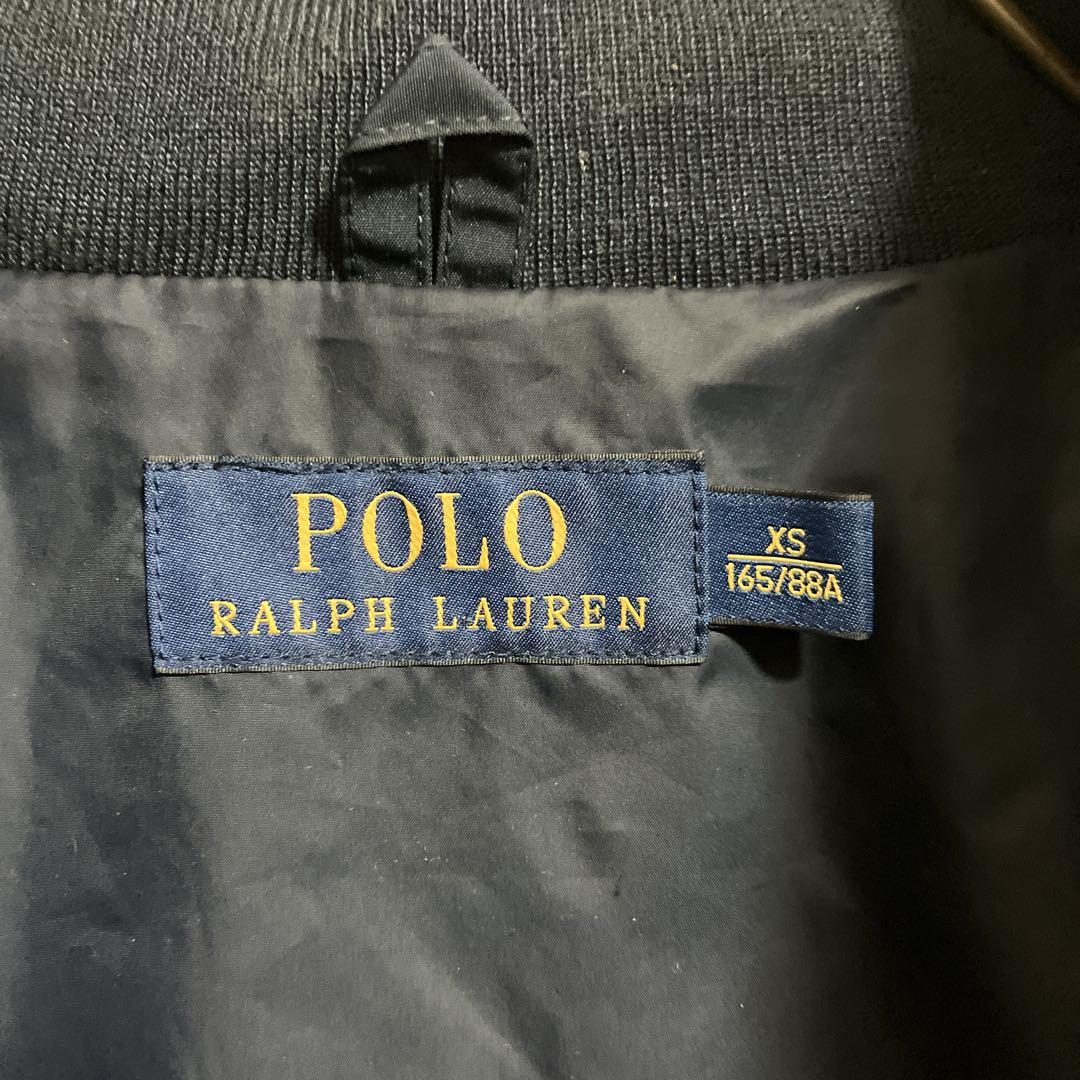 POLO
RALPH LAUREN
XS
165/88A